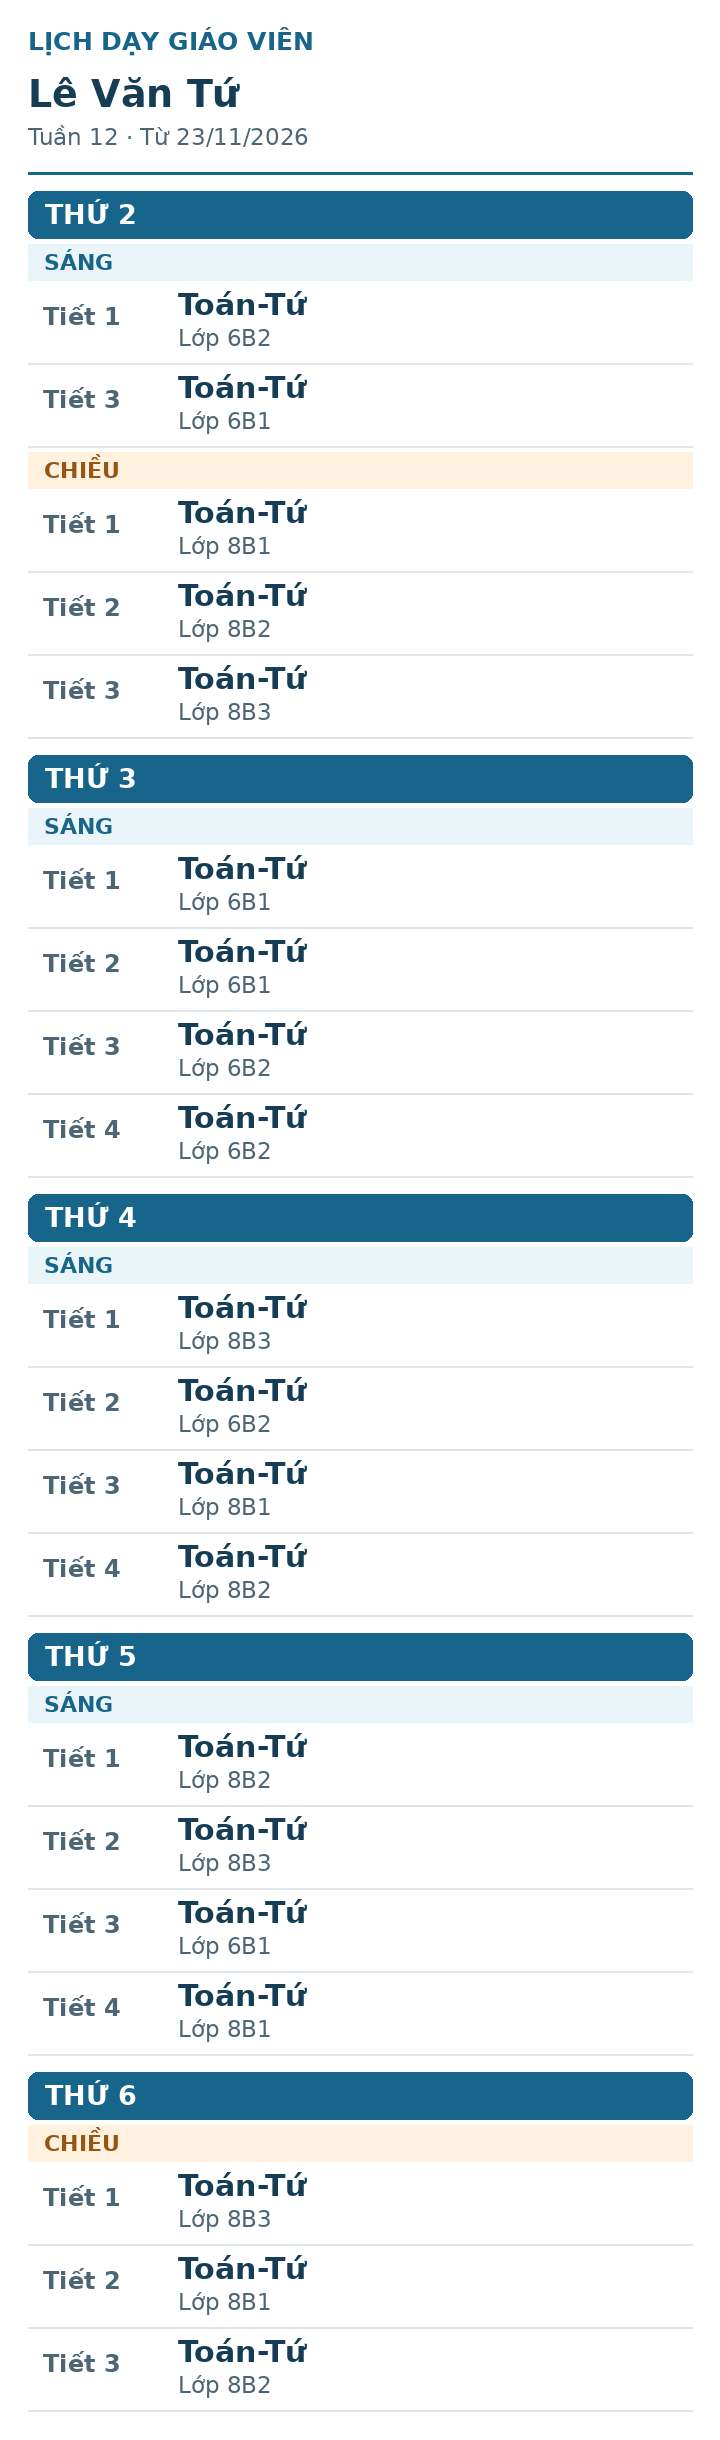 LỊCH DẠY GIÁO VIÊN
Lê Văn Tứ
Tuần 12 · Từ 23/11/2026
THỨ 2
SÁNG
Tiết 1
Toán-Tứ
Lớp 6B2
Tiết 3
Toán-Tứ
Lớp 6B1
CHIỀU
Tiết 1
Toán-Tứ
Lớp 8B1
Tiết 2
Toán-Tứ
Lớp 8B2
Tiết 3
Toán-Tứ
Lớp 8B3
THỨ 3
SÁNG
Tiết 1
Toán-Tứ
Lớp 6B1
Tiết 2
Toán-Tứ
Lớp 6B1
Tiết 3
Toán-Tứ
Lớp 6B2
Tiết 4
Toán-Tứ
Lớp 6B2
THỨ 4
SÁNG
Tiết 1
Toán-Tứ
Lớp 8B3
Tiết 2
Toán-Tứ
Lớp 6B2
Tiết 3
Toán-Tứ
Lớp 8B1
Tiết 4
Toán-Tứ
Lớp 8B2
THỨ 5
SÁNG
Tiết 1
Toán-Tứ
Lớp 8B2
Tiết 2
Toán-Tứ
Lớp 8B3
Tiết 3
Toán-Tứ
Lớp 6B1
Tiết 4
Toán-Tứ
Lớp 8B1
THỨ 6
CHIỀU
Tiết 1
Toán-Tứ
Lớp 8B3
Tiết 2
Toán-Tứ
Lớp 8B1
Tiết 3
Toán-Tứ
Lớp 8B2